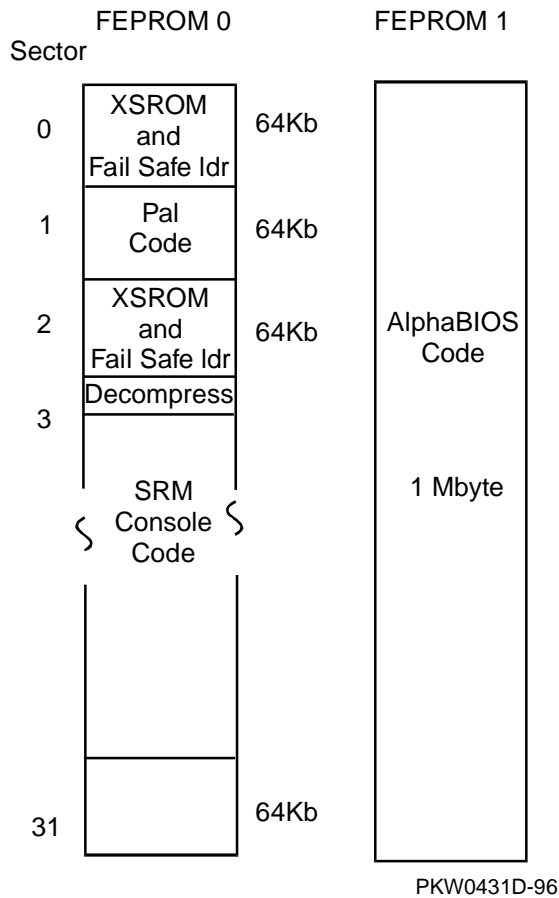 FEPROM 0
FEPROM 1
Sector
0
XSROM
and
Fail Safe ldr
64Kb
1
Pal
Code
64Kb
2
XSROM
and
Fail Safe ldr
64Kb
AlphaBIOS
Code
Decompress
3
SRM
Console
Code
1 Mbyte
31
64Kb
PKW0431D-96